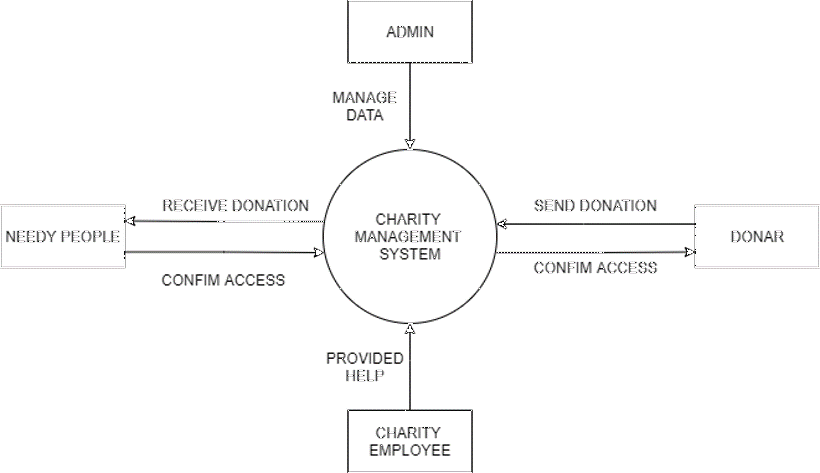 ADMIN
MANAGE
DATA
RECEIVE DONATION
SEND DONATION
NEEDY PEOPLE
CHARITY
MANAGEMENT
SYSTEM
DONAR
CONFIM ACCESS
CONFIM ACCESS
PROVIDED
HELP
CHARITY
EMPLOYEE